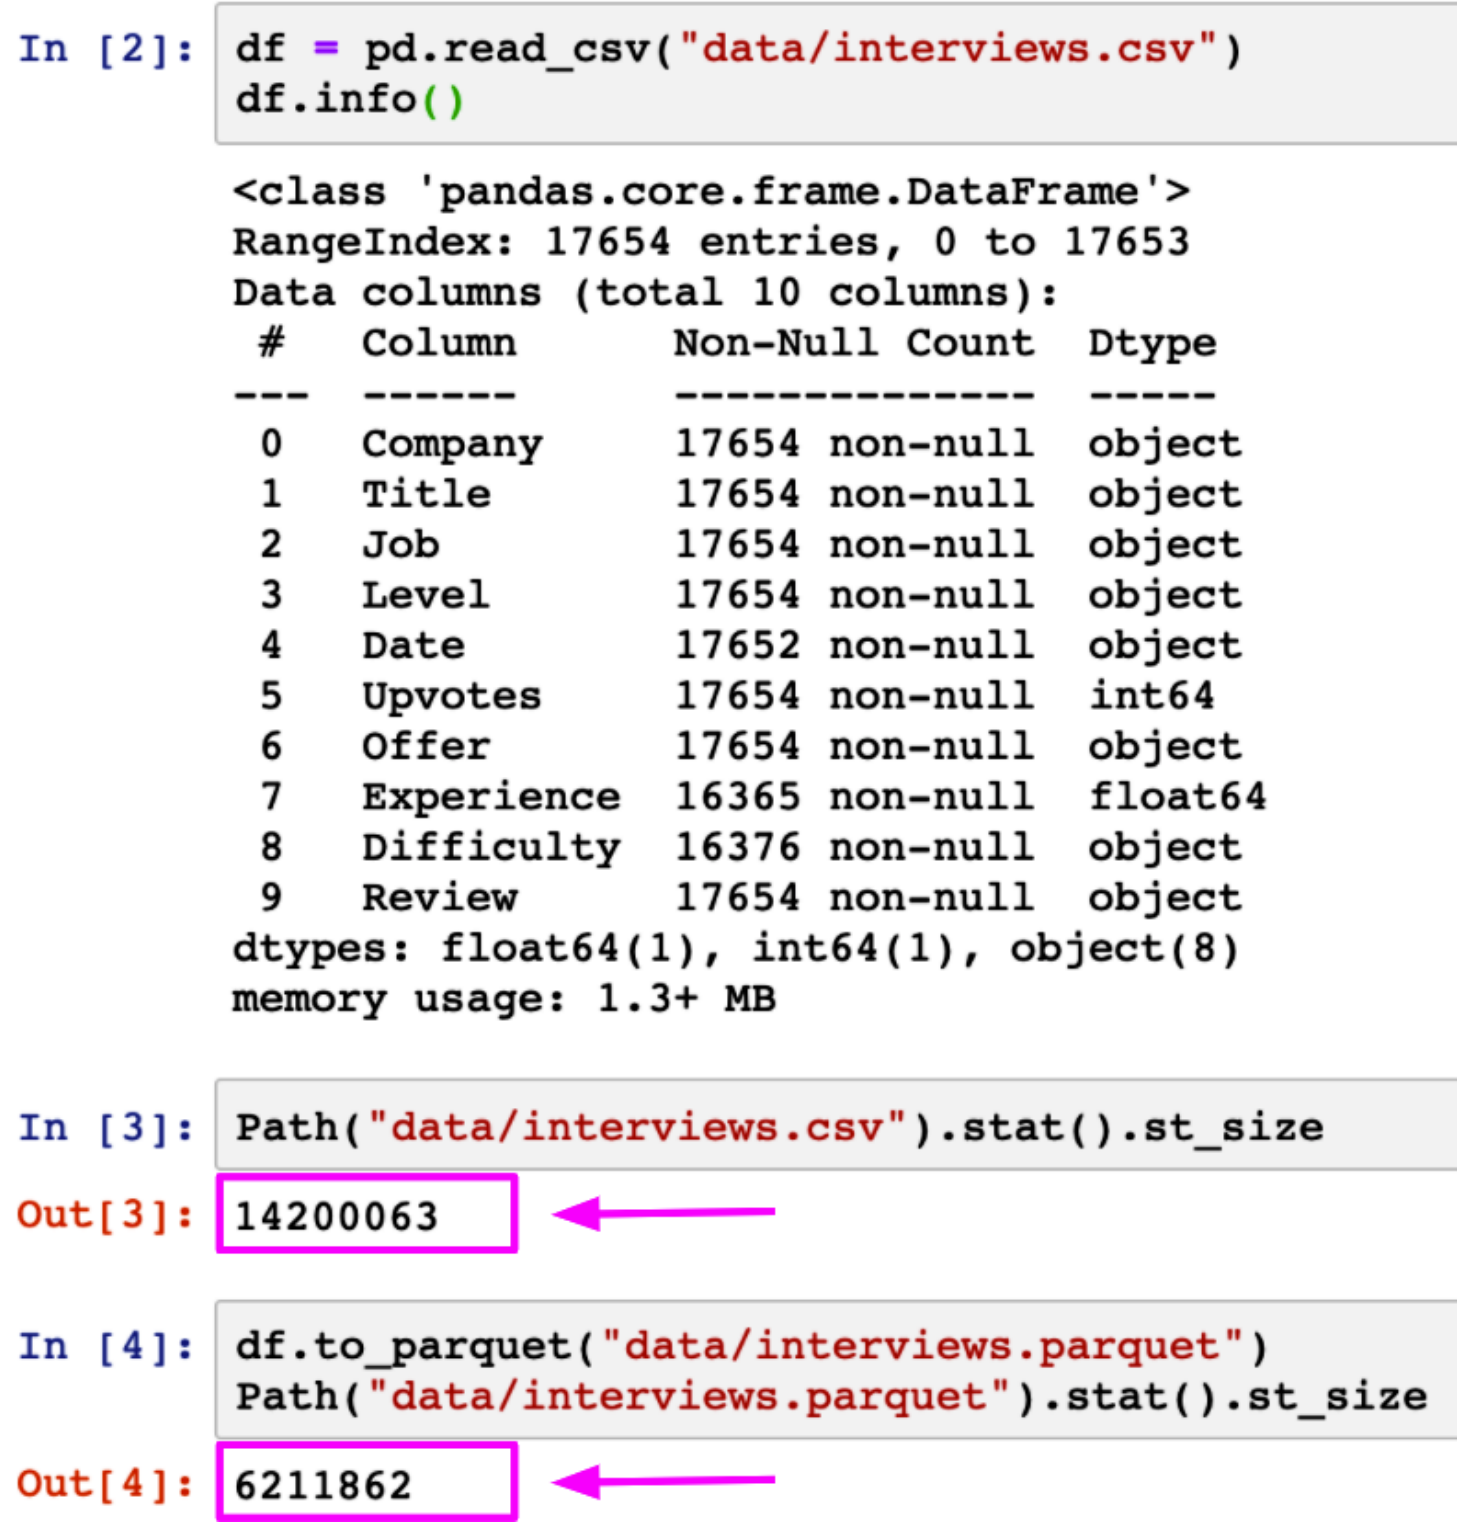 In [2]: df = pd.read_csv("data/interviews.csv")
df.info()
<class 'pandas.core.frame.DataFrame'>
RangeIndex: 17654 entries, 0 to 17653
Data columns (total 10 columns):
 #   Column      Non-Null Count  Dtype
---  ------      --------------  -----
 0   Company     17654 non-null  object
 1   Title       17654 non-null  object
 2   Job         17654 non-null  object
 3   Level       17654 non-null  object
 4   Date        17652 non-null  object
 5   Upvotes     17654 non-null  int64
 6   Offer       17654 non-null  object
 7   Experience  16365 non-null  float64
 8   Difficulty  16376 non-null  object
 9   Review      17654 non-null  object
dtypes: float64(1), int64(1), object(8)
memory usage: 1.3+ MB
In [3]: Path("data/interviews.csv").stat().st_size
Out[3]: 14200063
In [4]: df.to_parquet("data/interviews.parquet")
Path("data/interviews.parquet").stat().st_size
Out[4]: 6211862